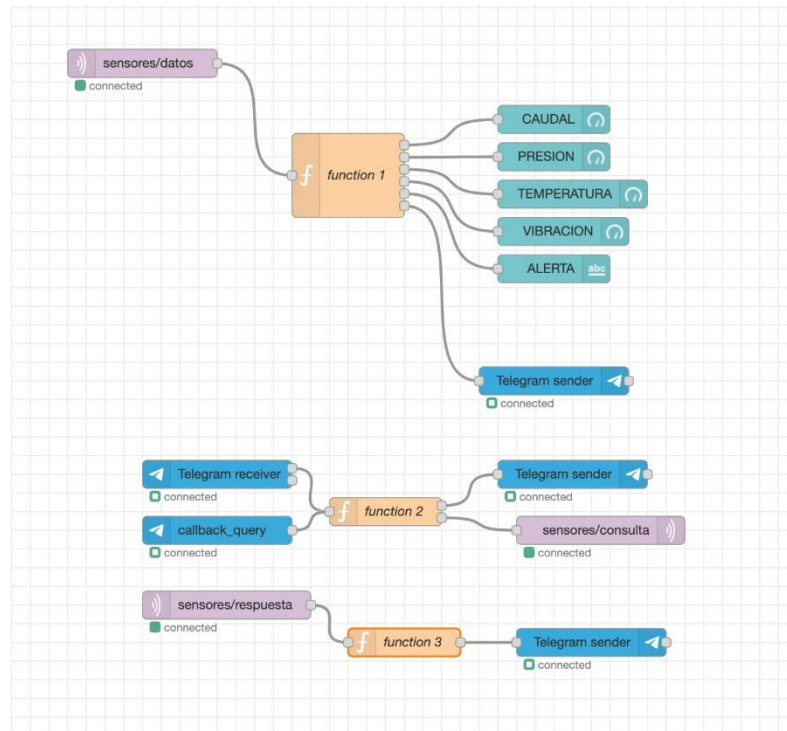 sensores/datos
connected
CAUDAL
function 1
PRESION
TEMPERATURA
VIBRACION
ALERTA abc
Telegram sender
connected
Telegram receiver
connected
Telegram sender
connected
function 2
callback_query
connected
sensores/consulta
connected
sensores/respuesta
connected
function 3
Telegram sender
connected